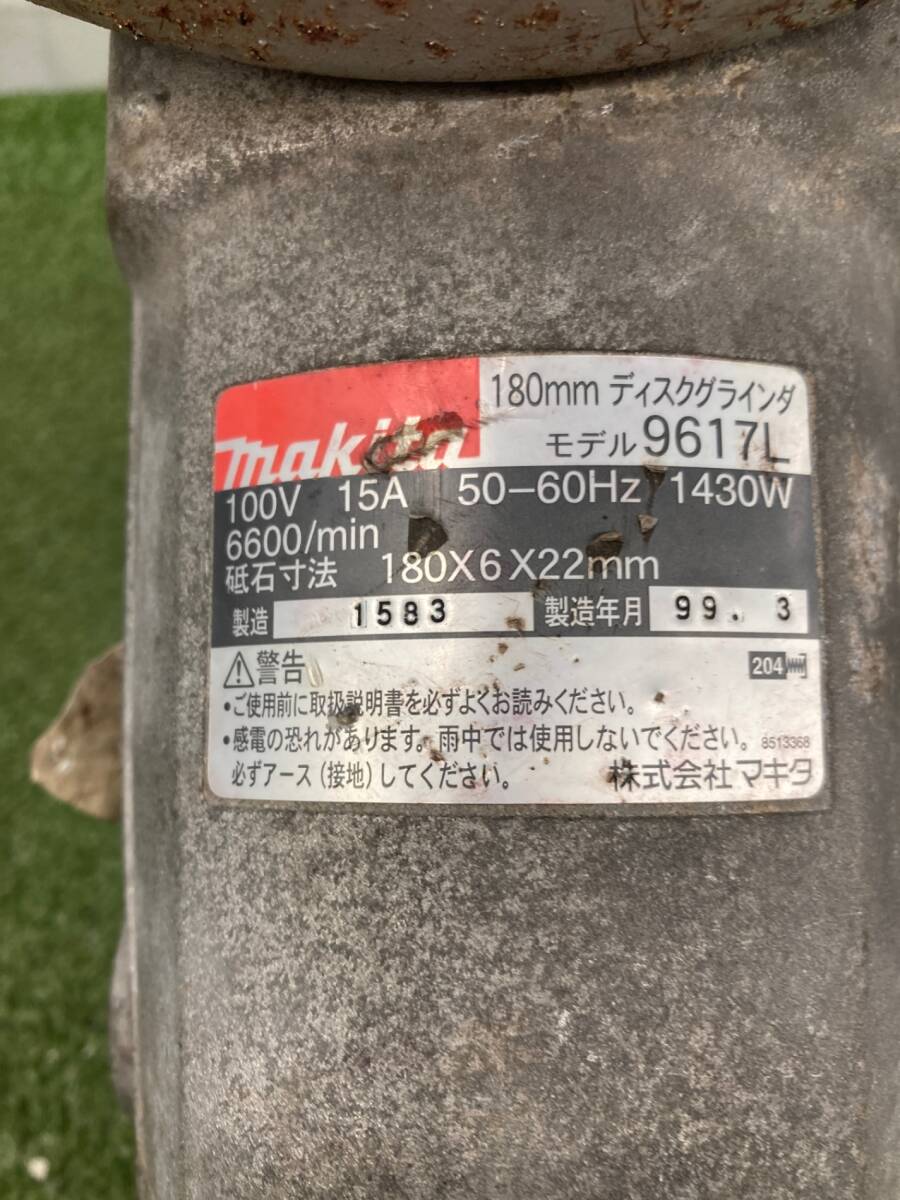 makita
180mm ディスクグラインダ
モデル 9617L
100V 15A 50-60Hz 1430W
6600/min
砥石寸法 180X6X22mm
製造 1583 製造年月 99. 3
⚠警告 204
•ご使用前に取扱説明書を必ずよくお読みください。
•感電の恐れがあります。雨中では使用しないでください。 8513368
必ずアース(接地)してください。 株式会社マキタ